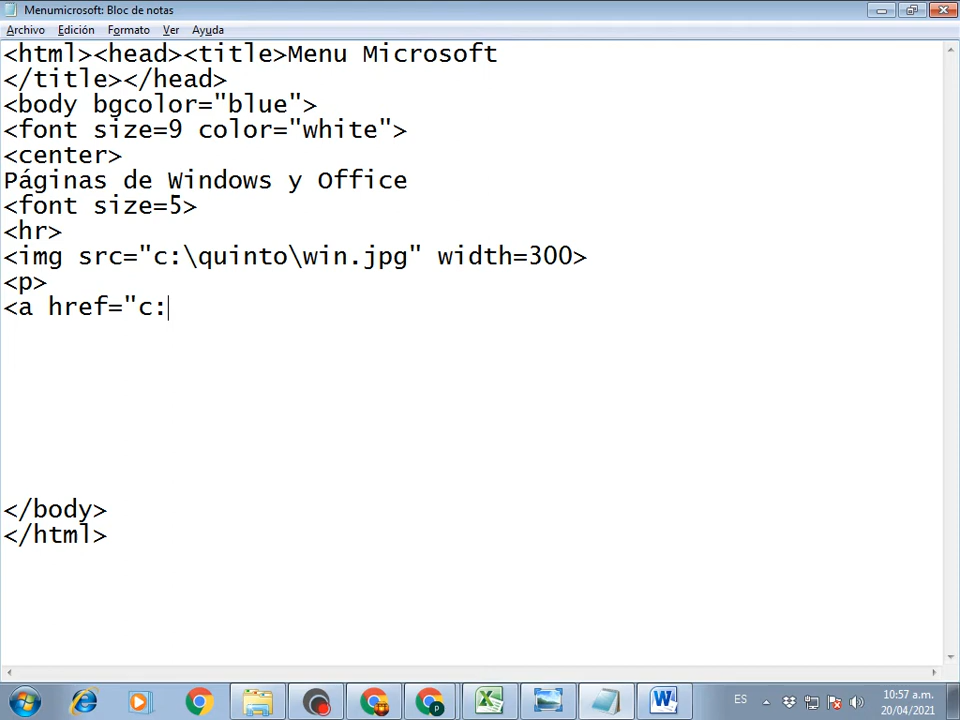 Menumicrosoft: Bloc de notas
Archivo Edición Formato Ver Ayuda
<html><head><title>Menu Microsoft
</title></head>
<body bgcolor="blue">
<font size=9 color="white">
<center>
Páginas de Windows y Office
<font size=5>
<hr>
<img src="c:\quinto\win.jpg" width=300>
<p>
<a href="c:
</body>
</html>
ES
10:57 a.m.
20/04/2021